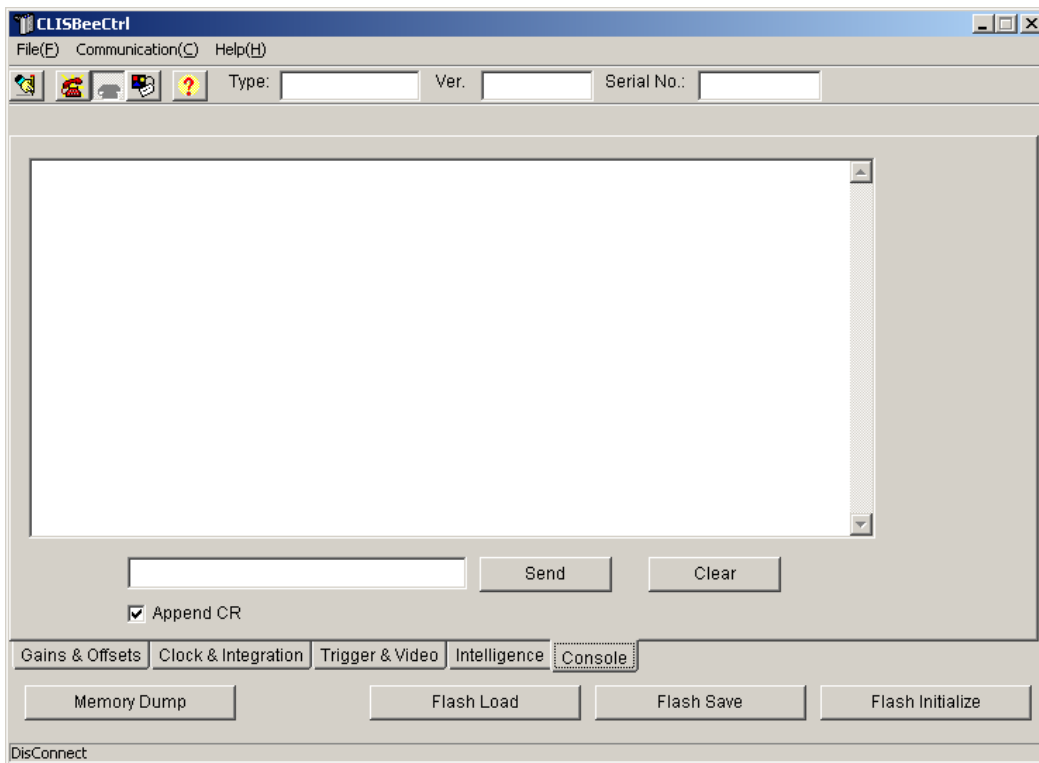 CLISBeeCtrl
File(F) Communication(C) Help(H)
Type: Ver. Serial No.:
Send Clear
Append CR
Gains & Offsets Clock & Integration Trigger & Video Intelligence Console
Memory Dump Flash Load Flash Save Flash Initialize
DisConnect